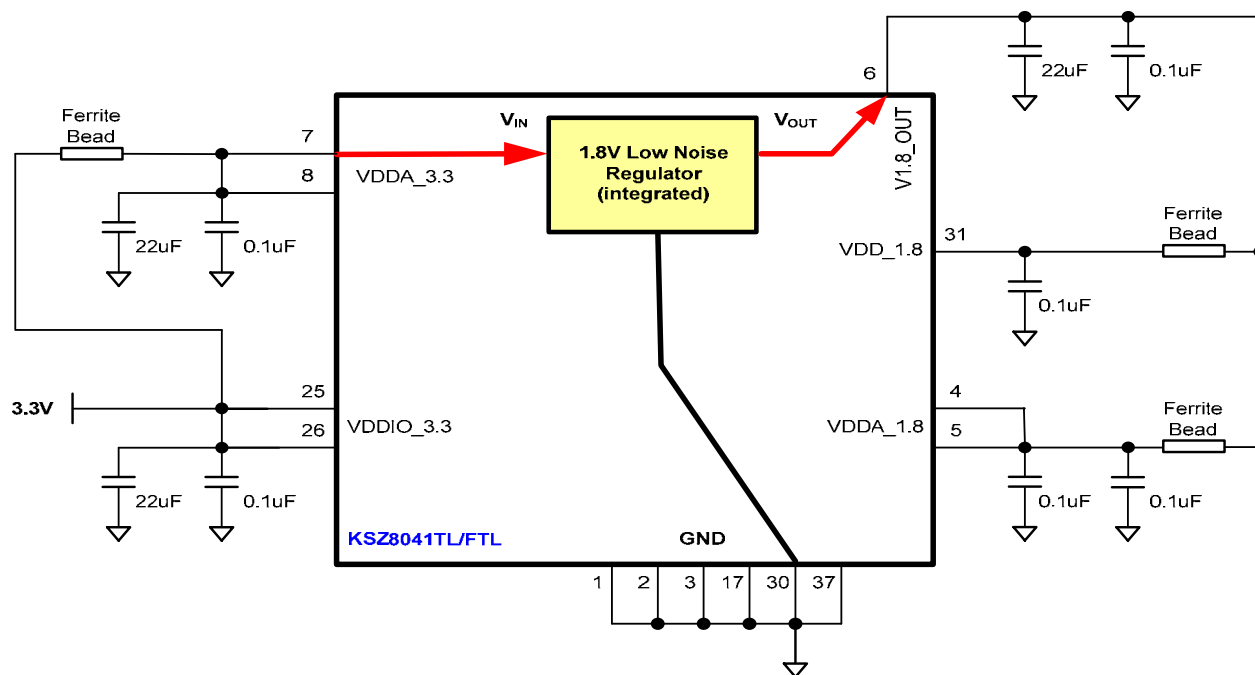 6
22uF
0.1uF
Ferrite
Bead
7
VIN
VOUT
V1.8_OUT
1.8V Low Noise
Regulator
(integrated)
8
VDDA_3.3
22uF
0.1uF
31
VDD_1.8
Ferrite
Bead
0.1uF
25
3.3V
VDDIO_3.3
26
4
VDDA_1.8
5
Ferrite
Bead
22uF
0.1uF
0.1uF
0.1uF
KSZ8041TL/FTL
GND
1
2
3
17
30
37